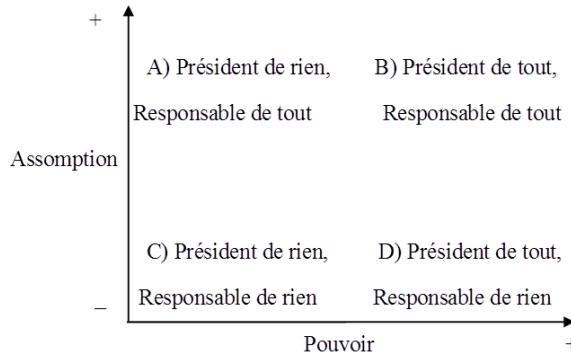 +
A) Président de rien,
Responsable de tout
B) Président de tout,
Responsable de tout
Assomption
C) Président de rien,
Responsable de rien
D) Président de tout,
Responsable de rien
–
Pouvoir
+